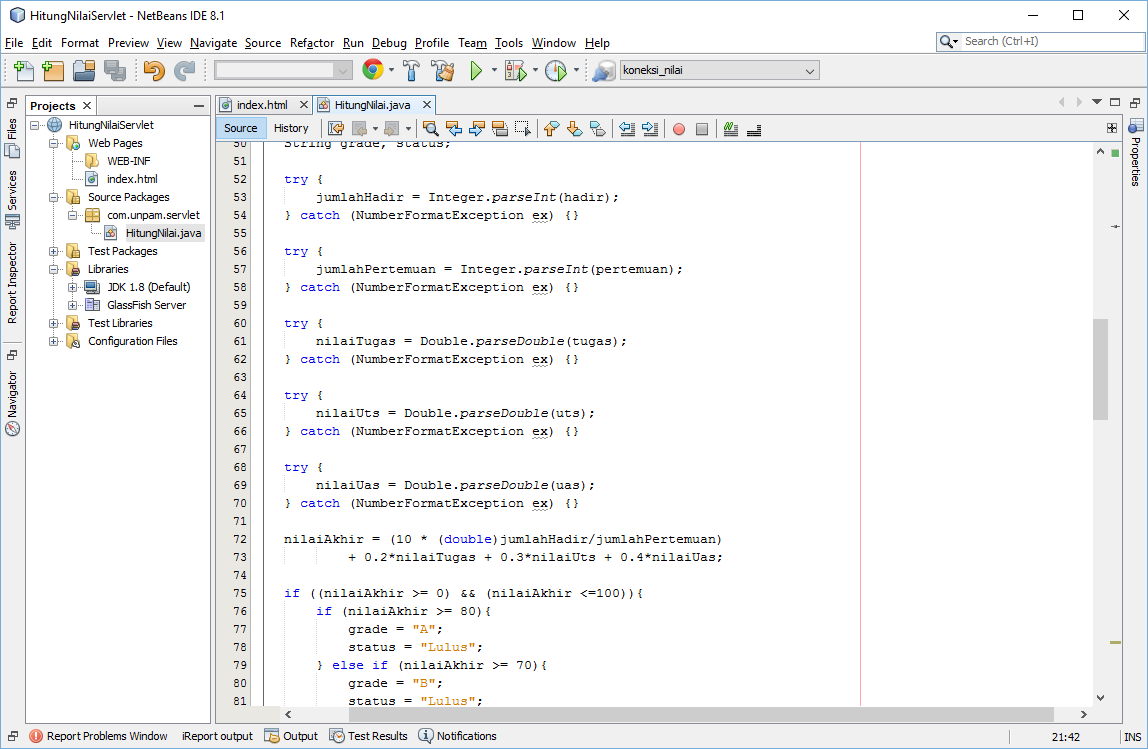 HitungNilaiServlet - NetBeans IDE 8.1
File Edit Format Preview View Navigate Source Refactor Run Debug Profile Team Tools Window Help
Search (Ctrl+I)
koneksi_nilai
Projects
HitungNilaiServlet
Web Pages
WEB-INF
index.html
Source Packages
com.unpam.servlet
HitungNilai.java
Test Packages
Libraries
JDK 1.8 (Default)
GlassFish Server
Test Libraries
Configuration Files
Files
Services
Report Inspector
Navigator
index.html HitungNilai.java
Source History
50 String grade, status;
51
52 try {
53 jumlahHadir = Integer.parseInt(hadir);
54 } catch (NumberFormatException ex) {}
55
56 try {
57 jumlahPertemuan = Integer.parseInt(pertemuan);
58 } catch (NumberFormatException ex) {}
59
60 try {
61 nilaiTugas = Double.parseDouble(tugas);
62 } catch (NumberFormatException ex) {}
63
64 try {
65 nilaiUts = Double.parseDouble(uts);
66 } catch (NumberFormatException ex) {}
67
68 try {
69 nilaiUas = Double.parseDouble(uas);
70 } catch (NumberFormatException ex) {}
71
72 nilaiAkhir = (10 * (double)jumlahHadir/jumlahPertemuan)
73 + 0.2*nilaiTugas + 0.3*nilaiUts + 0.4*nilaiUas;
74
75 if ((nilaiAkhir >= 0) && (nilaiAkhir <=100)){
76 if (nilaiAkhir >= 80){
77 grade = "A";
78 status = "Lulus";
79 } else if (nilaiAkhir >= 70){
80 grade = "B";
81 status = "Lulus";
Properties
Report Problems Window iReport output Output Test Results Notifications
21:42 INS